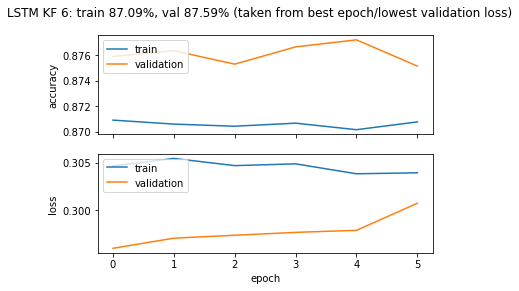 LSTM KF 6: train 87.09%, val 87.59% (taken from best epoch/lowest validation loss)
0.876
0.874
0.872
0.870
accuracy
train
validation
0.305
0.300
loss
train
validation
0 1 2 3 4 5
epoch